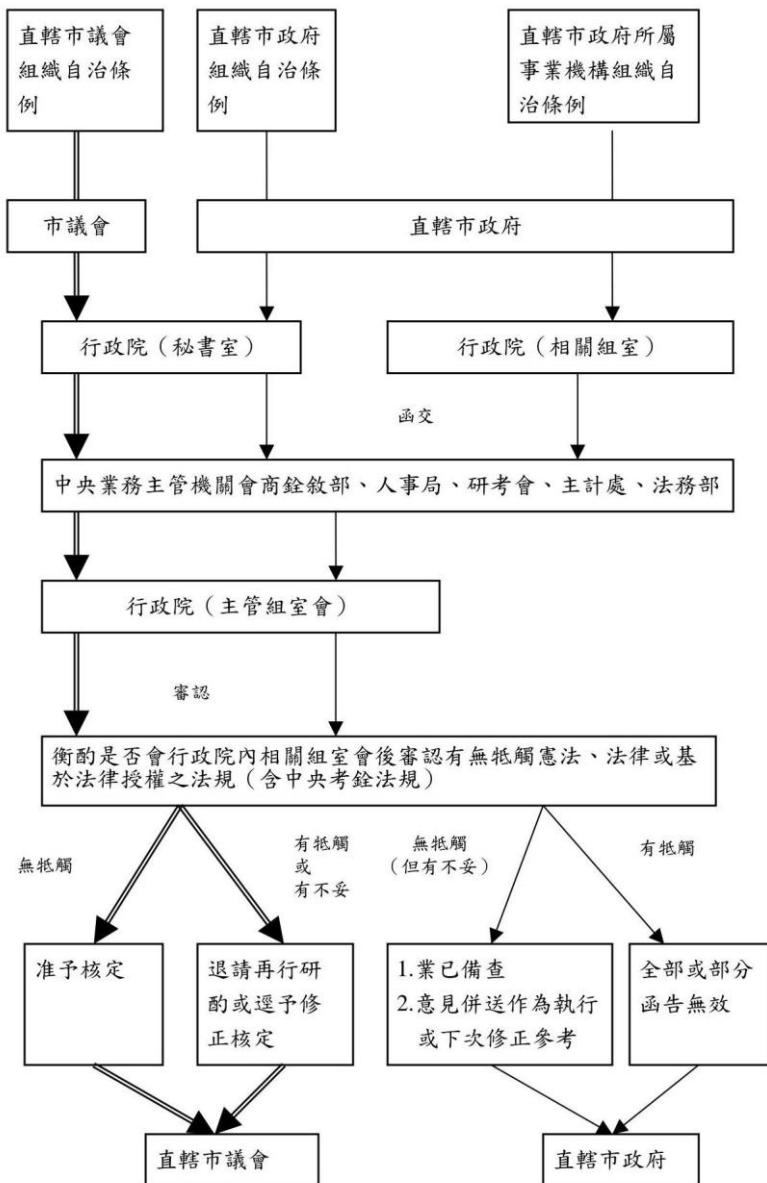 直轄市議會
組織自治條
例
直轄市政府
組織自治條
例
直轄市政府所屬
事業機構組織自
治條例
市議會
直轄市政府
行政院（秘書室）
行政院（相關組室）
函交
中央業務主管機關會商銓敘部、人事局、研考會、主計處、法務部
行政院（主管組室會）
審認
衡酌是否會行政院內相關組室會後審認有無牴觸憲法、法律或基
於法律授權之法規（含中央考銓法規）
無牴觸
有牴觸
或
有不妥
無牴觸
（但有不妥）
有牴觸
准予核定
退請再行研
酌或逕予修
正核定
1.業已備查
2.意見併送作為執行
或下次修正參考
全部或部分
函告無效
直轄市議會
直轄市政府